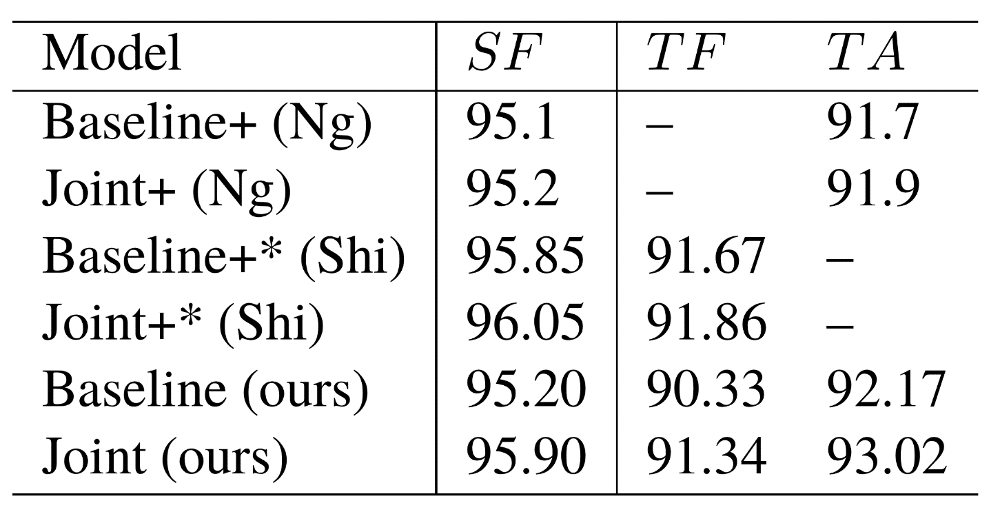 Model SF TF TA
Baseline+ (Ng) 95.1 – 91.7
Joint+ (Ng) 95.2 – 91.9
Baseline+* (Shi) 95.85 91.67 –
Joint+* (Shi) 96.05 91.86 –
Baseline (ours) 95.20 90.33 92.17
Joint (ours) 95.90 91.34 93.02